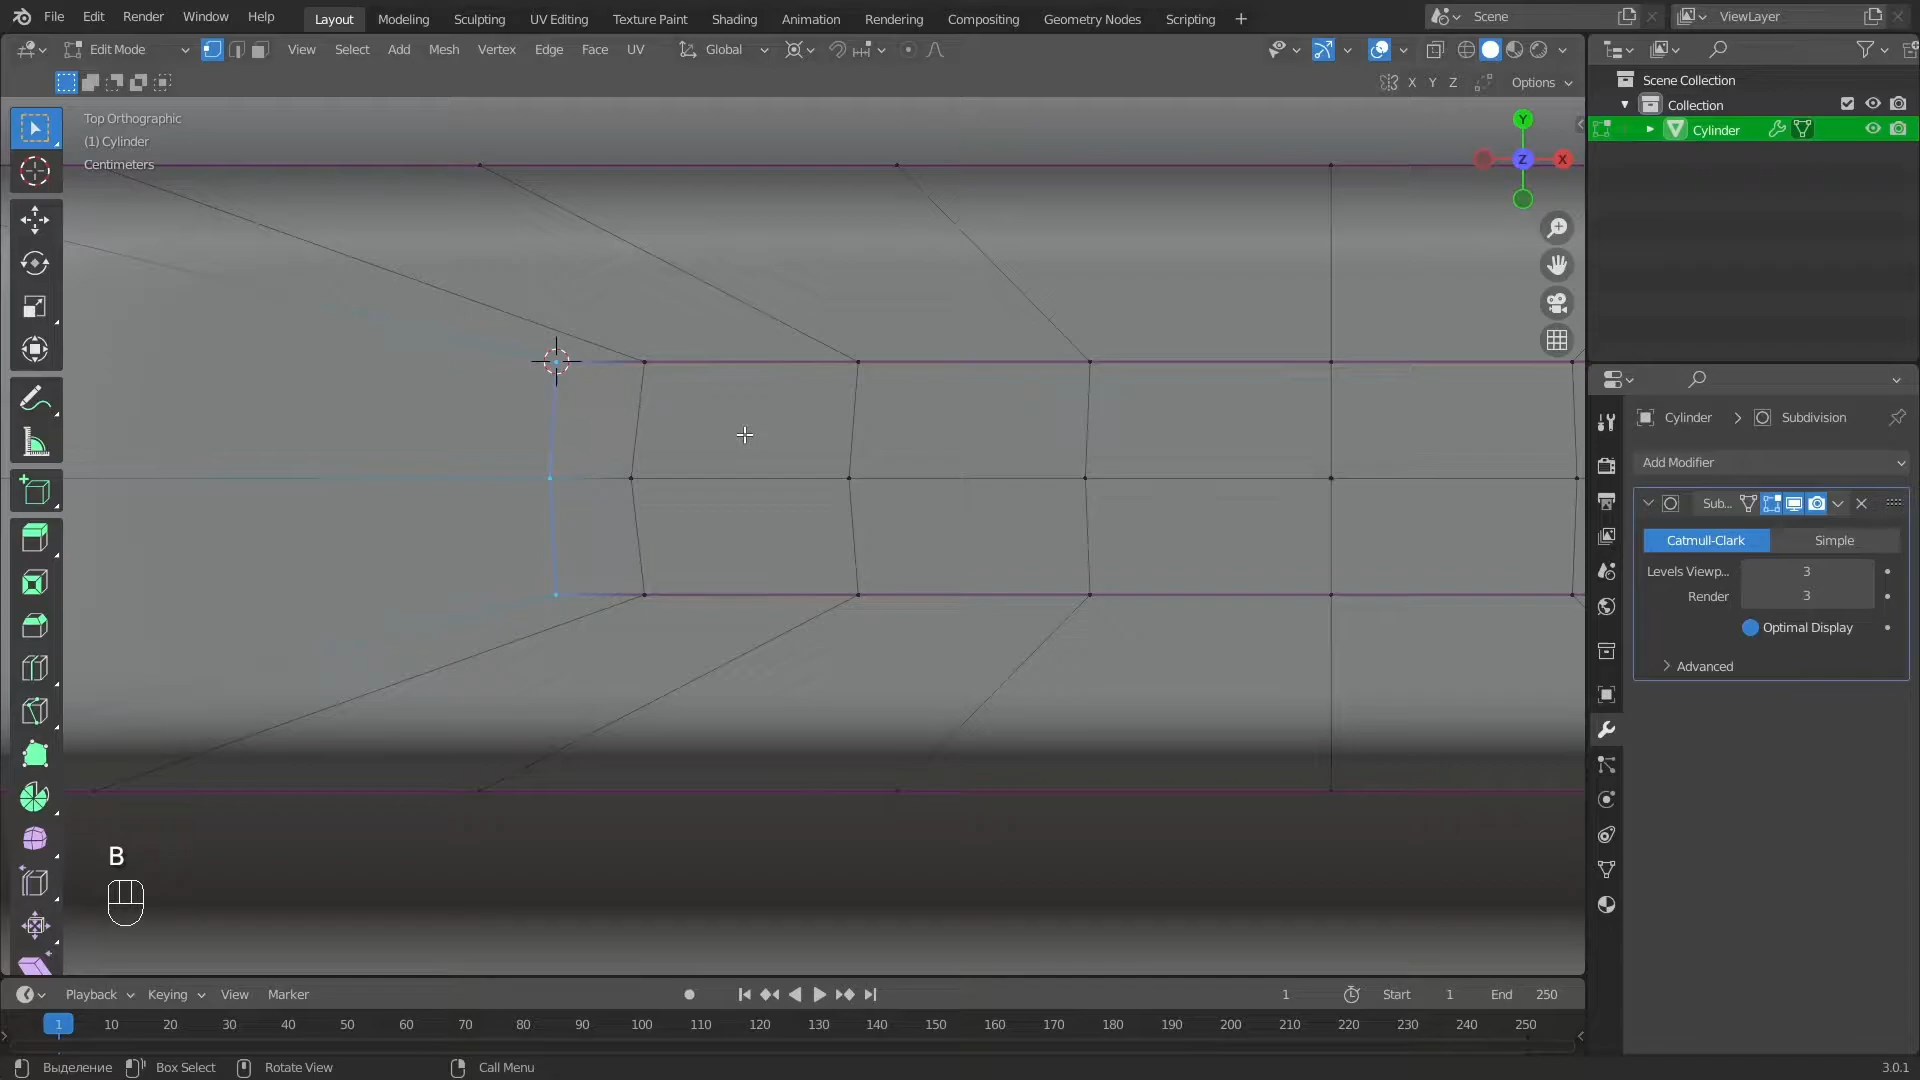 File Edit Render Window Help Layout Modeling Sculpting UV Editing Texture Paint Shading Animation Rendering Compositing Geometry Nodes Scripting + Scene ViewLayer
Edit Mode View Select Add Mesh Vertex Edge Face UV Global
X Y Z Options
Top Orthographic
(1) Cylinder
Centimeters
Y
Z X
Scene Collection
Collection
Cylinder
Cylinder > Subdivision
Add Modifier
Sub...
Catmull-Clark Simple
Levels Viewp... 3
Render 3
Optimal Display
Advanced
B
Playback Keying View Marker 1 Start 1 End 250
1 10 20 30 40 50 60 70 80 90 100 110 120 130 140 150 160 170 180 190 200 210 220 230 240 250
Выделение Box Select Rotate View Call Menu 3.0.1